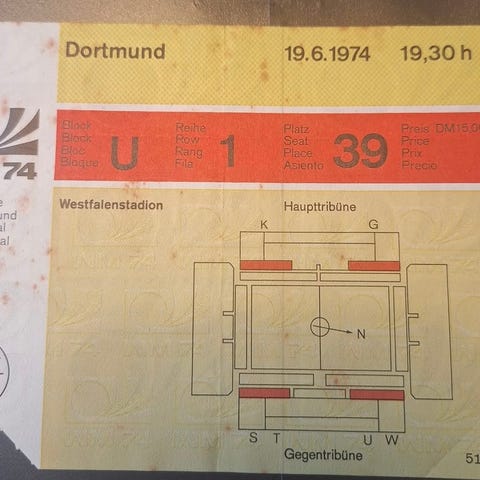 Dortmund 19.6.1974 19,30 h
74
Block Reihe Platz Preis DM15,0
Block Row Seat Price
Bloc Rang Place Prix
Bloque Fila Asiento Precio
U 1 39
Westfalenstadion Haupttribüne
K G
N
S T U W
Gegentribüne
51